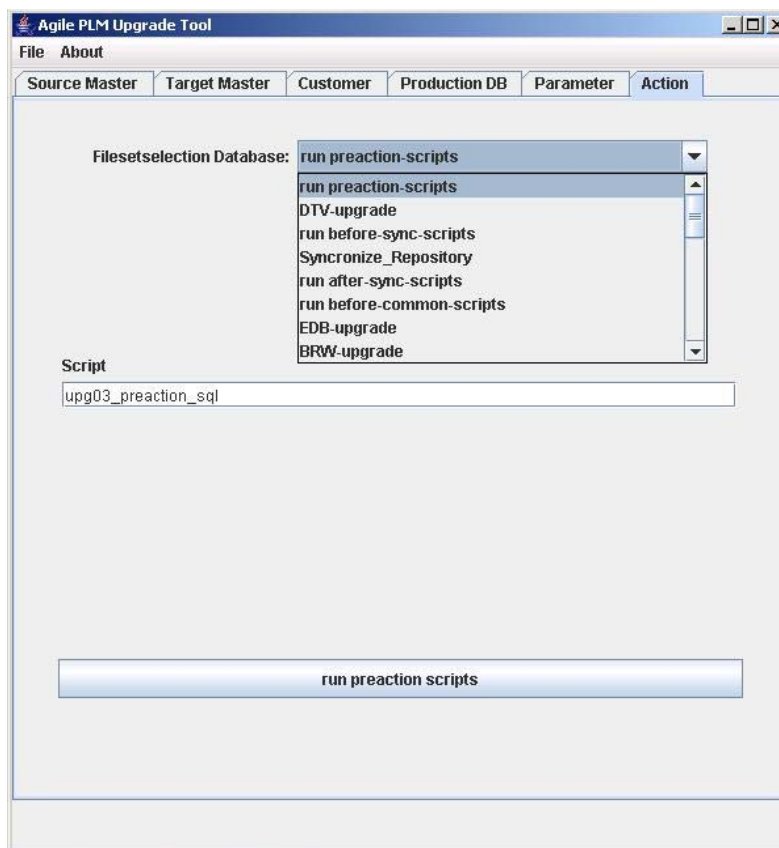 Agile PLM Upgrade Tool
File About
Source Master Target Master Customer Production DB Parameter Action
Filesetselection Database: run preaction-scripts
run preaction-scripts
DTV-upgrade
run before-sync-scripts
Syncronize_Repository
run after-sync-scripts
run before-common-scripts
EDB-upgrade
BRW-upgrade
Script
upg03_preaction_sql
run preaction scripts